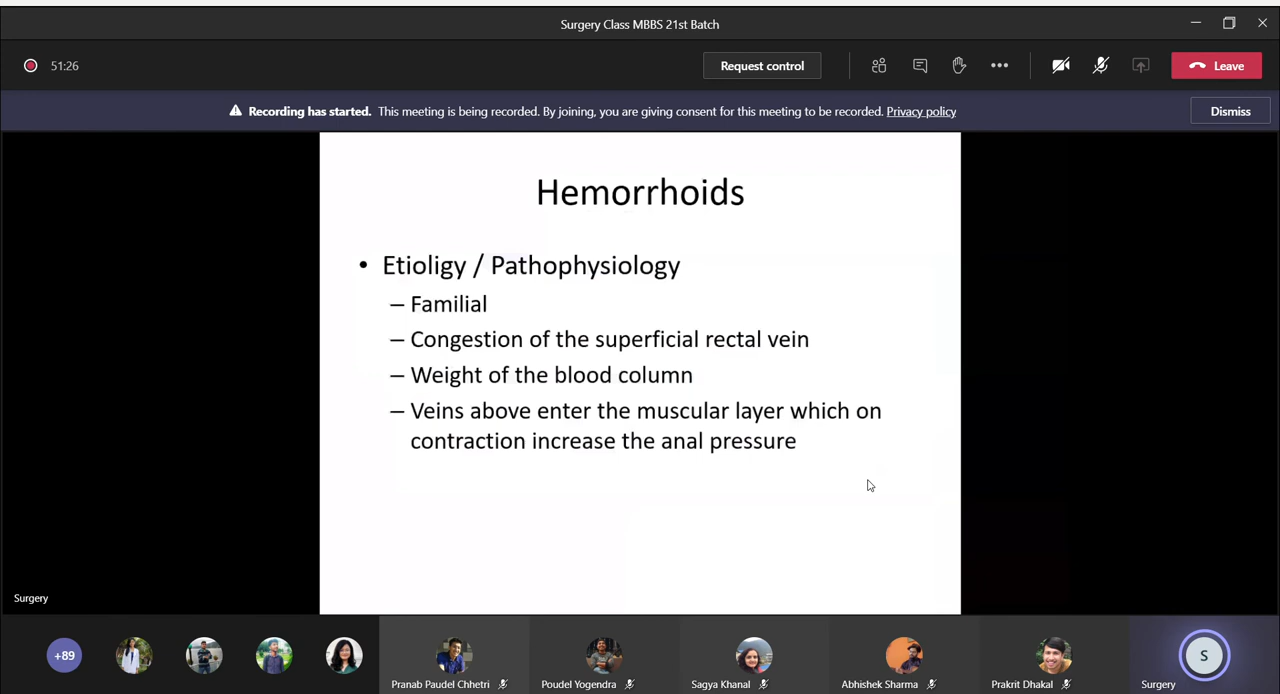 Surgery Class MBBS 21st Batch
51:26
Request control
Leave
Recording has started. This meeting is being recorded. By joining, you are giving consent for this meeting to be recorded. Privacy policy
Dismiss
Hemorrhoids
• Etioligy / Pathophysiology
– Familial
– Congestion of the superficial rectal vein
– Weight of the blood column
– Veins above enter the muscular layer which on
contraction increase the anal pressure
Surgery
+89
S
Pranab Paudel Chhetri
Poudel Yogendra
Sagya Khanal
Abhishek Sharma
Prakrit Dhakal
Surgery